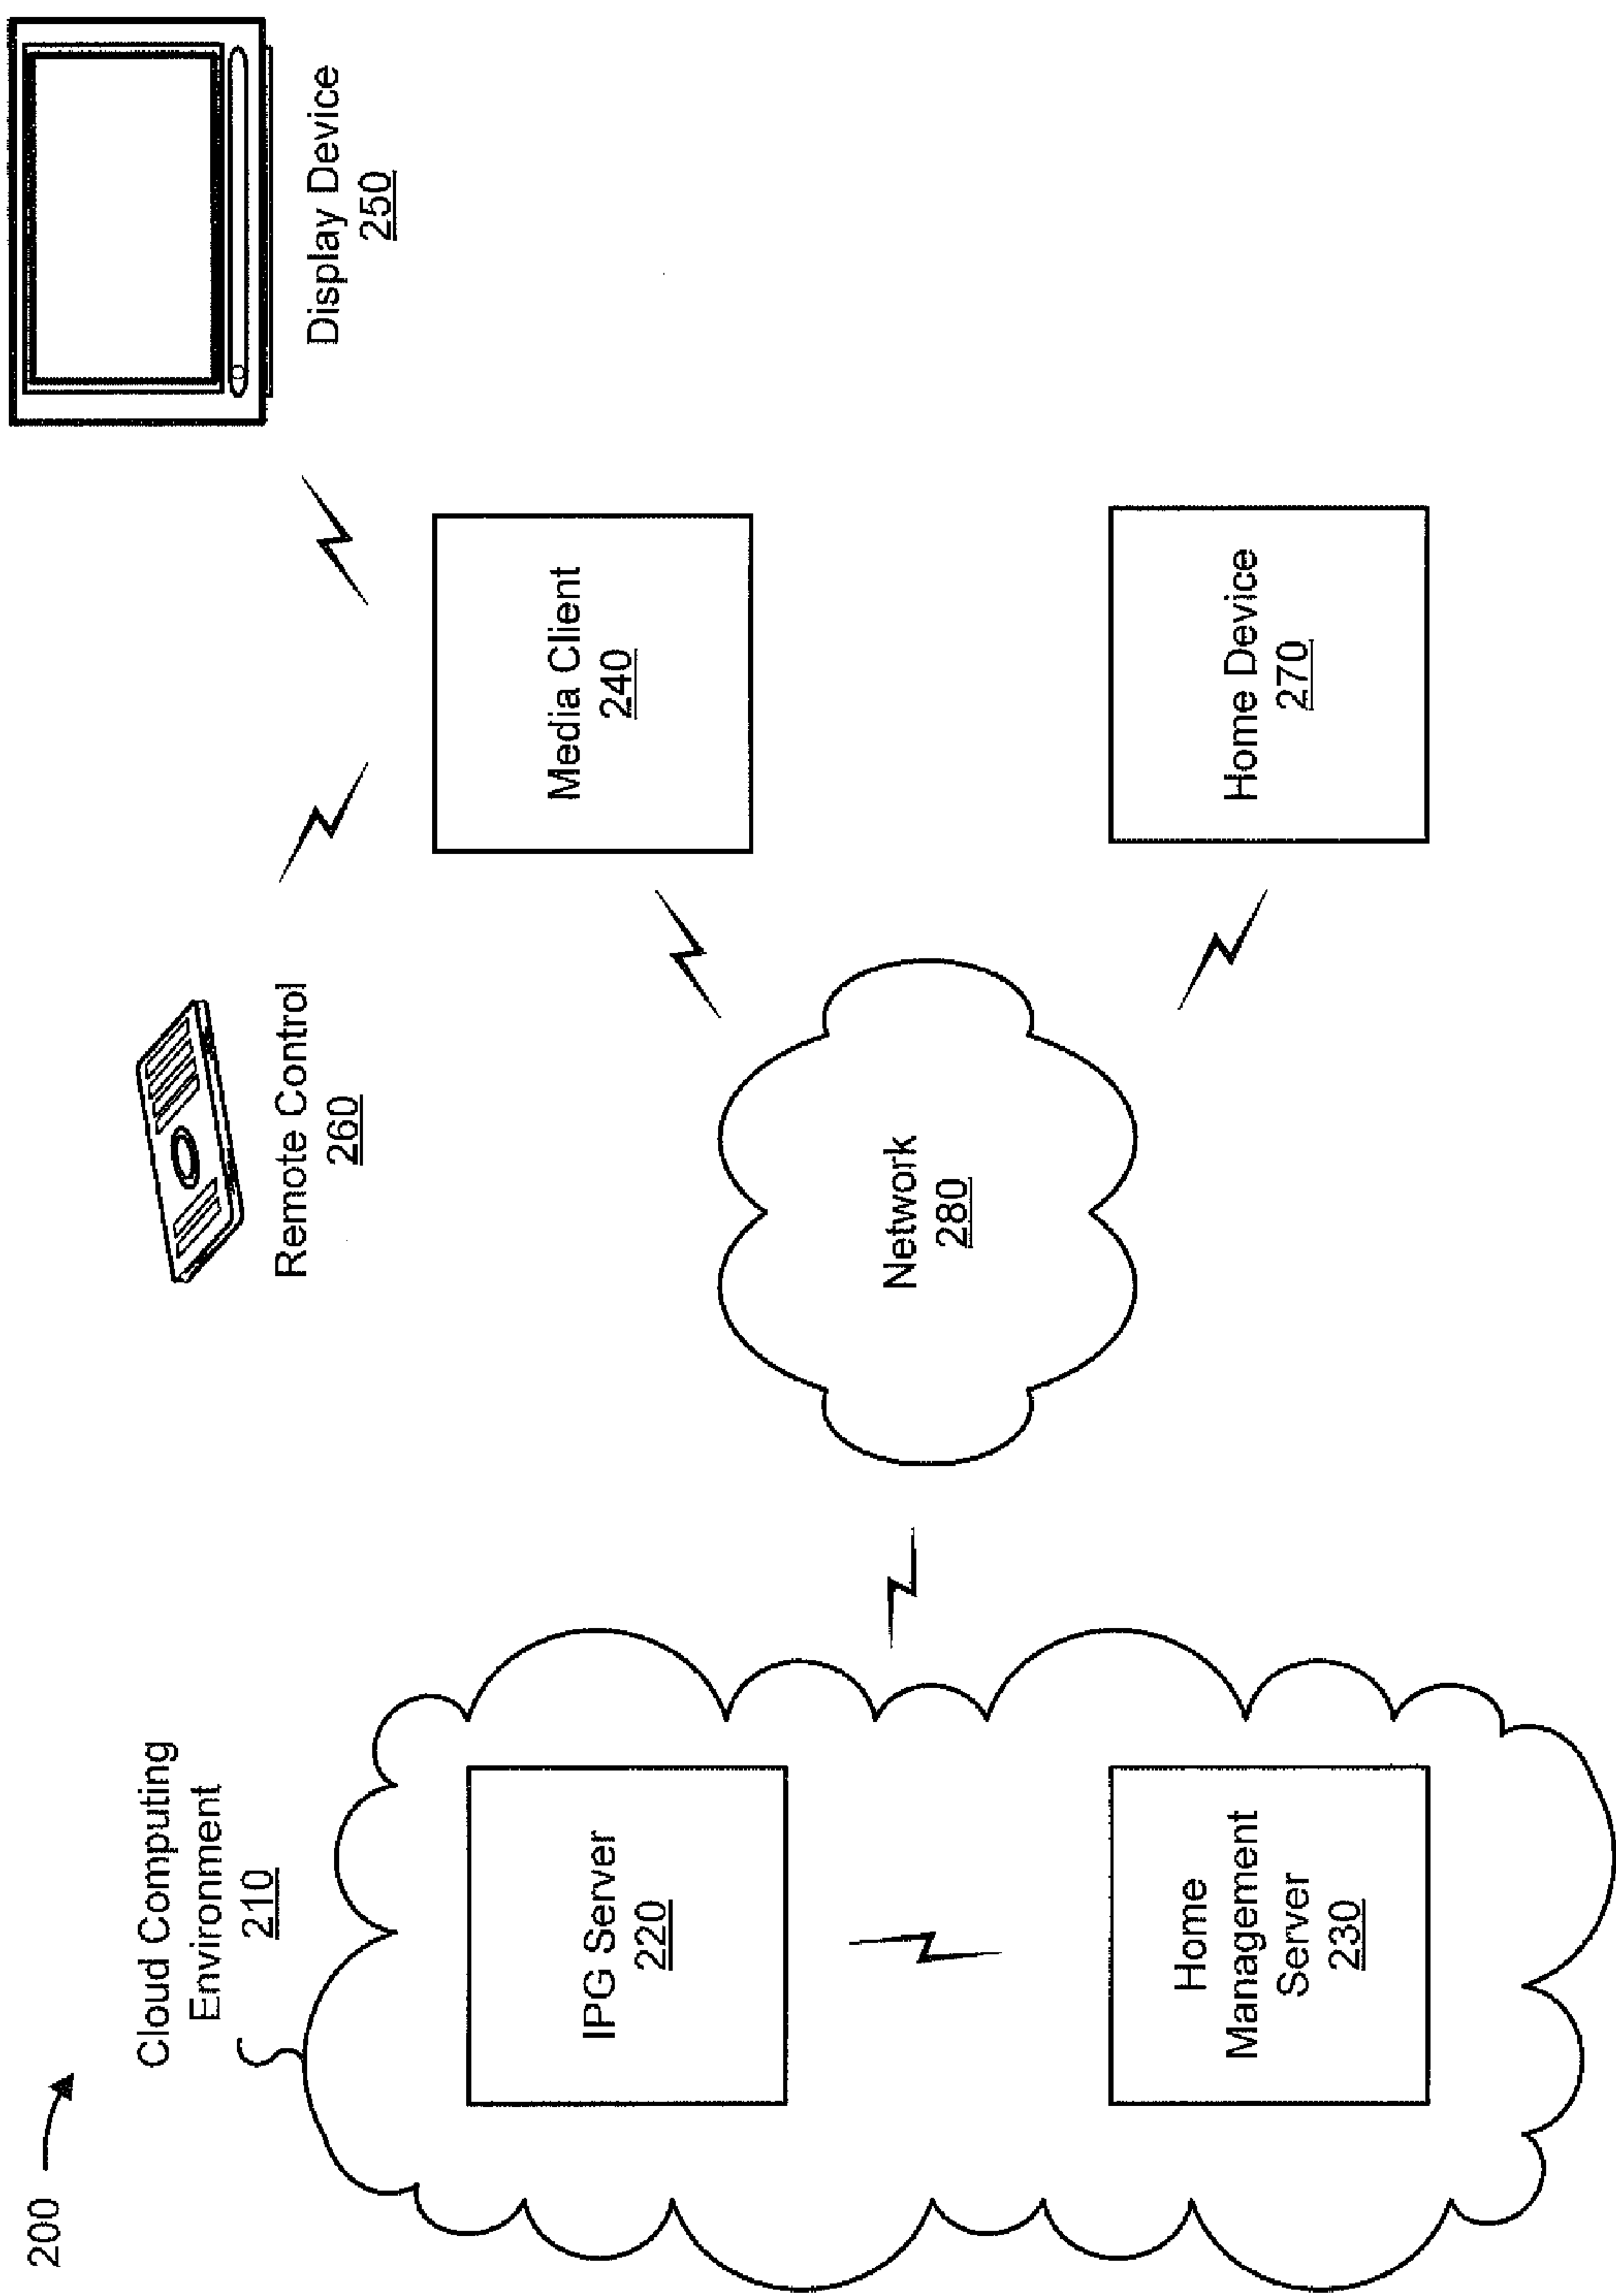 200
Cloud Computing
Environment
210
IPG Server
220
Home
Management
Server
230
Network
280
Remote Control
260
Media Client
240
Display Device
250
Home Device
270